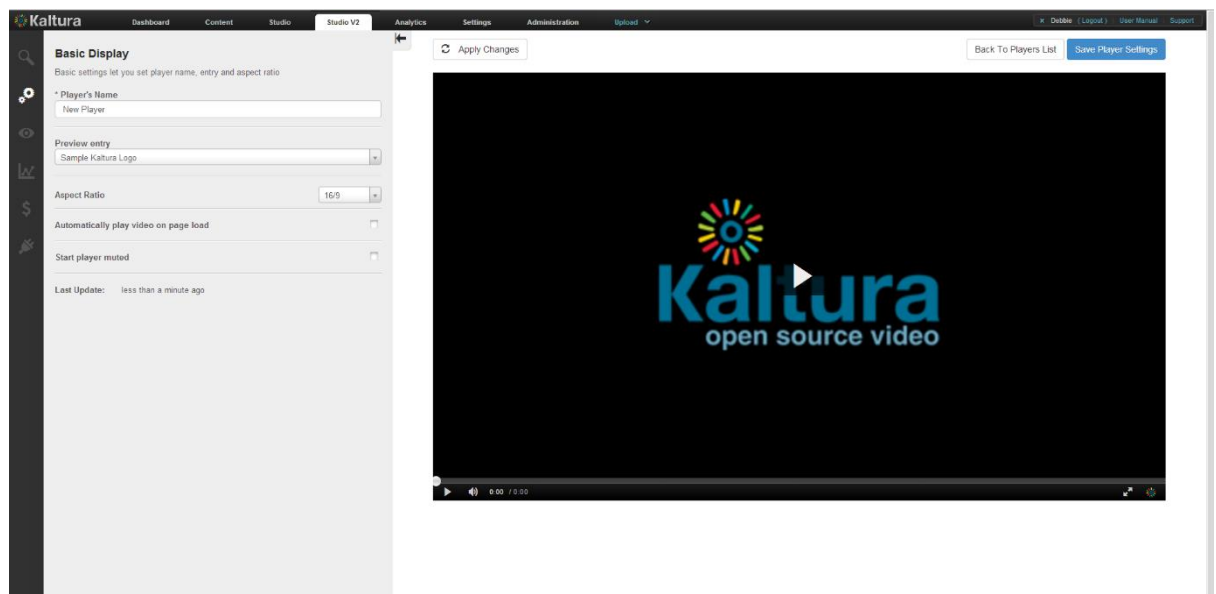 Kaltura Dashboard Content Studio Studio V2 Analytics Settings Administration Upload × Debbie (Logout) User Manual Support
Basic Display
Basic settings let you set player name, entry and aspect ratio
* Player's Name
New Player
Preview entry
Sample Kaltura Logo
Aspect Ratio 16/9
Automatically play video on page load
Start player muted
Last Update: less than a minute ago
Apply Changes Back To Players List Save Player Settings
Kaltura
open source video
0:00 / 0:00